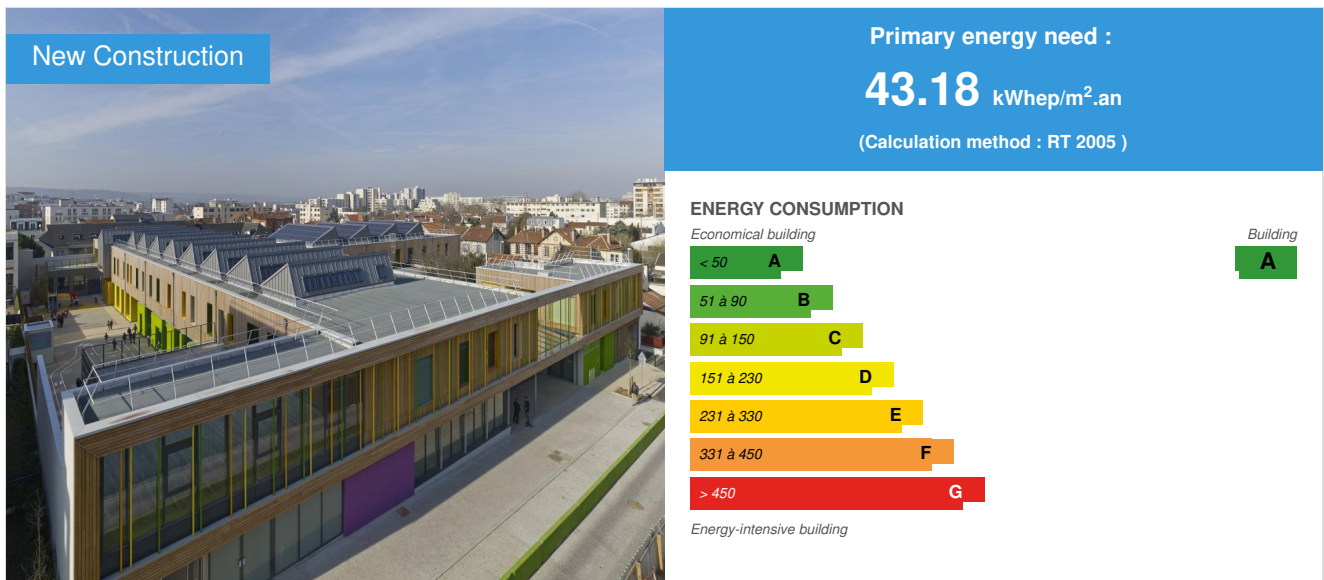 New Construction
Primary energy need :
43.18 kWhep/m².an
(Calculation method : RT 2005 )
ENERGY CONSUMPTION
Economical building
Building
< 50 A
A
51 à 90 B
91 à 150 C
151 à 230 D
231 à 330 E
331 à 450 F
> 450 G
Energy-intensive building